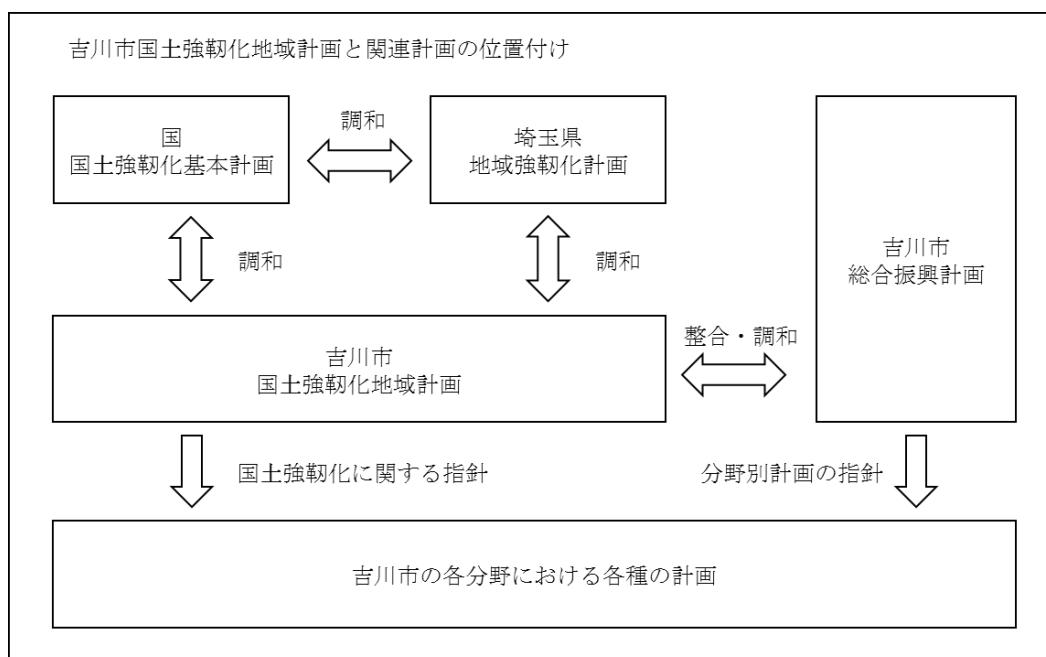 吉川市国土強靭化地域計画と関連計画の位置付け
国
国土強靭化基本計画
調和
埼玉県
地域強靭化計画
吉川市
総合振興計画
調和
調和
吉川市
国土強靭化地域計画
整合・調和
国土強靭化に関する指針
分野別計画の指針
吉川市の各分野における各種の計画